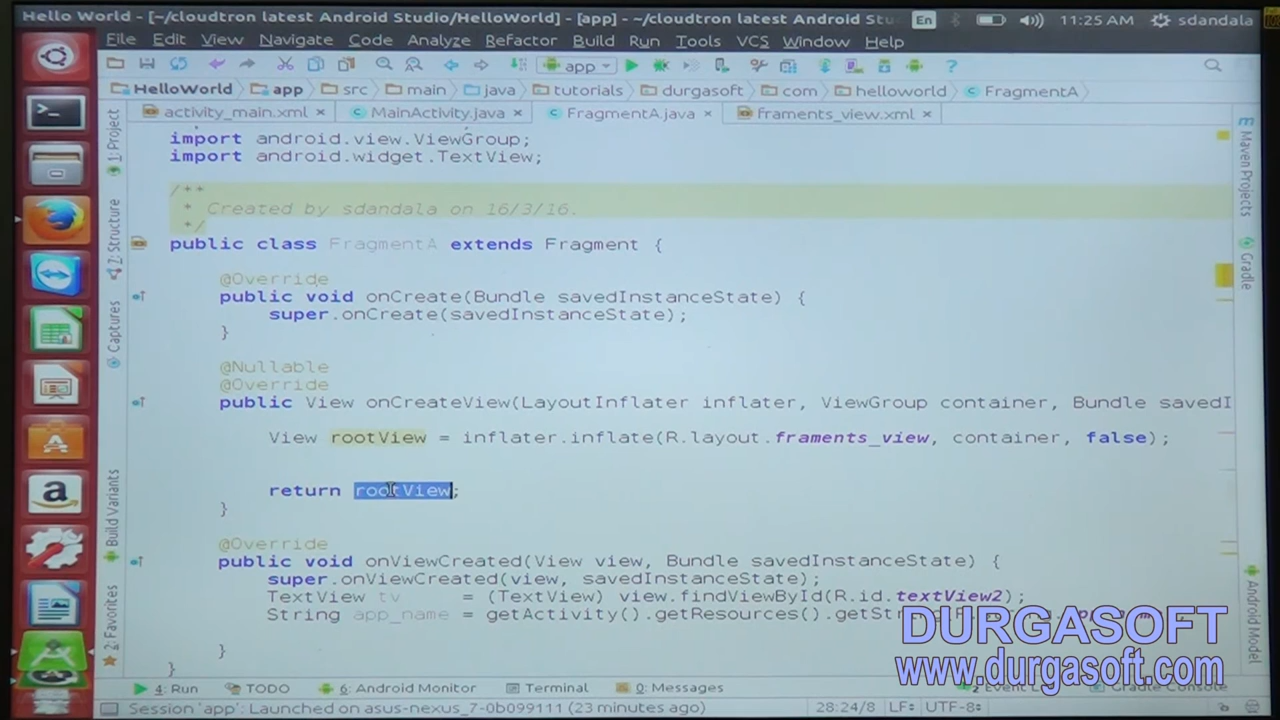 Hello World - [~/cloudtron latest Android Studio/HelloWorld] - [app] - ~/cloudtron latest Android Stu
En
11:25 AM
sdandala
File Edit View Navigate Code Analyze Refactor Build Run Tools VCS Window Help
app
HelloWorld app src main java tutorials durgasoft com helloworld FragmentA
activity_main.xml × MainActivity.java × FragmentA.java × framents_view.xml ×
import android.view.ViewGroup;
import android.widget.TextView;
/**
* Created by sdandala on 16/3/16.
*/
public class FragmentA extends Fragment {
@Override
public void onCreate(Bundle savedInstanceState) {
super.onCreate(savedInstanceState);
}
@Nullable
@Override
public View onCreateView(LayoutInflater inflater, ViewGroup container, Bundle savedI
View rootView = inflater.inflate(R.layout.framents_view, container, false);
return rootView;
}
@Override
public void onViewCreated(View view, Bundle savedInstanceState) {
super.onViewCreated(view, savedInstanceState);
TextView tv = (TextView) view.findViewById(R.id.textView2);
String app_name = getActivity().getResources().getSt
}
}
1: Project
7: Structure
Captures
Build Variants
2: Favorites
Maven Projects
Gradle
Android Model
DURGASOFT
www.durgasoft.com
4: Run TODO 6: Android Monitor Terminal 0: Messages Gradle Console
Session 'app': Launched on asus-nexus_7-0b099111 (23 minutes ago)
28:24/8 LF÷ UTF-8÷